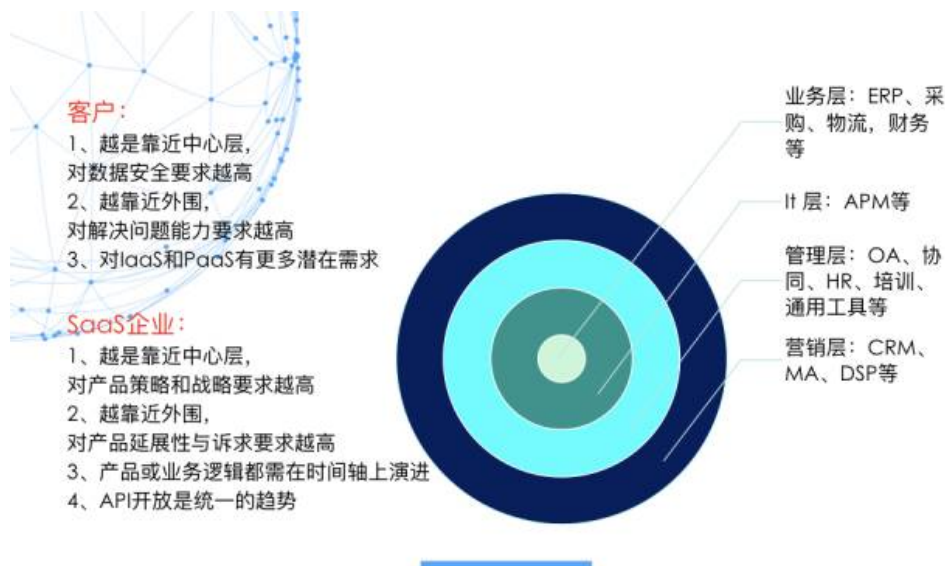 客户：
1、越是靠近中心层，
对数据安全要求越高
2、越靠近外围，
对解决问题能力要求越高
3、对IaaS和PaaS有更多潜在需求
SaaS企业：
1、越是靠近中心层，
对产品策略和战略要求越高
2、越靠近外围，
对产品延展性与诉求要求越高
3、产品或业务逻辑都需在时间轴上演进
4、API开放是统一的趋势
业务层：ERP、采
购、物流，财务
等
It 层：APM等
管理层：OA、协
同、HR、培训、
通用工具等
营销层：CRM、
MA、DSP等